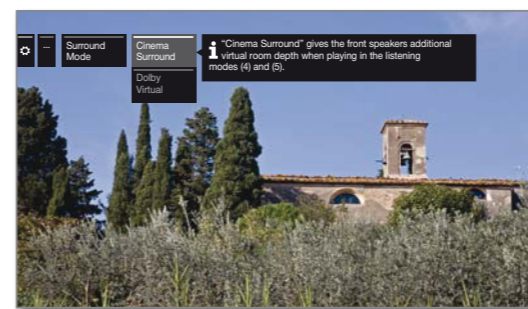 ...
Surround
Mode
Cinema
Surround
Dolby
Virtual
“Cinema Surround” gives the front speakers additional
virtual room depth when playing in the listening
modes (4) and (5).